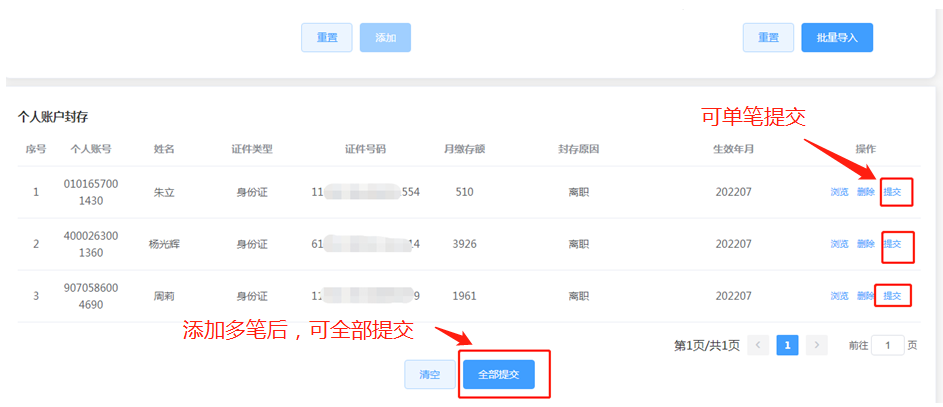 重置 添加 重置 批量导入
个人账户封存
可单笔提交
序号 个人账号 姓名 证件类型 证件号码 月缴存额 封存原因 生效年月 操作
1 010165700 1430 朱立 身份证 11 554 510 离职 202207 浏览 删除 提交
2 400026300 1360 杨光辉 身份证 61 14 3926 离职 202207 浏览 删除 提交
3 907058600 4690 周莉 身份证 9 1961 离职 202207 浏览 删除 提交
添加多笔后，可全部提交
第1页/共1页 < 1 > 前往 1 页
清空 全部提交